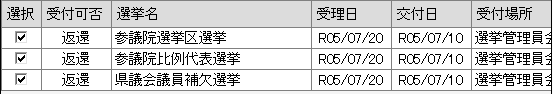 選択 受付可否 選挙名 受理日 交付日 受付場所
返還 参議院選挙区選挙 R05/07/20 R05/07/10 選挙管理員会
返還 参議院比例代表選挙 R05/07/20 R05/07/10 選挙管理員会
返還 県議会議員補欠選挙 R05/07/20 R05/07/10 選挙管理員会